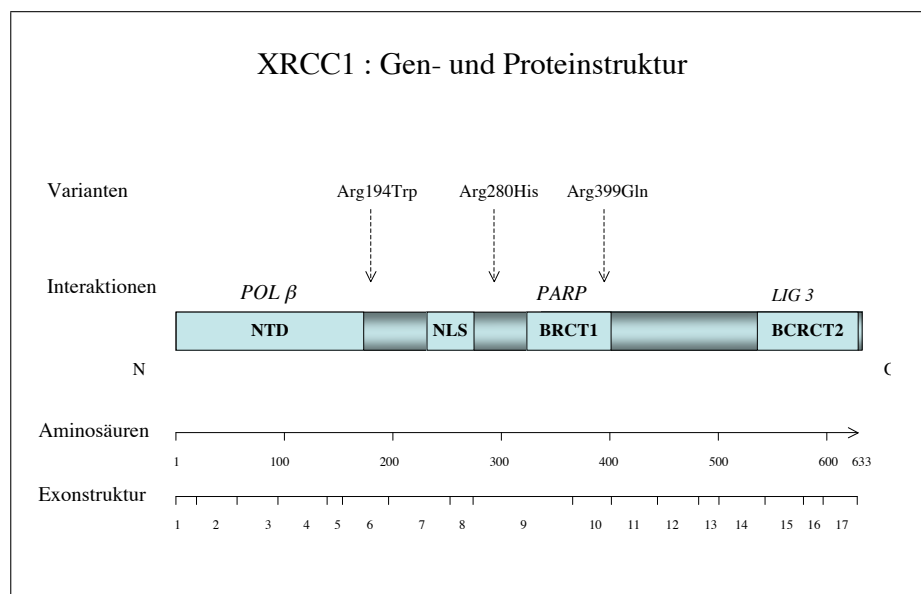 XRCC1 : Gen- und Proteinstruktur
Varianten Arg194Trp Arg280His Arg399Gln
Interaktionen POL β PARP LIG 3
NTD NLS BRCT1 BCRCT2
N
Aminosäuren
1 100 200 300 400 500 600 633
Exonstruktur
1 2 3 4 5 6 7 8 9 10 11 12 13 14 15 16 17